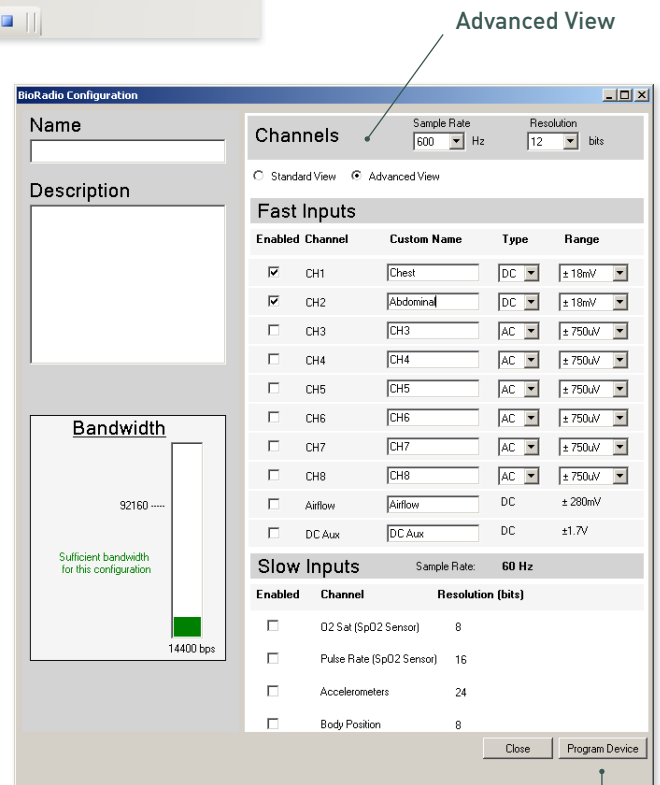 Advanced View
BioRadio Configuration
Name
Description
Bandwidth
92160 -----
Sufficient bandwidth
for this configuration
14400 bps
Channels
Sample Rate Resolution
600 Hz 12 bits
Standard View Advanced View
Fast Inputs
Enabled Channel Custom Name Type Range
CH1 Chest DC ± 18mV
CH2 Abdominal DC ± 18mV
CH3 CH3 AC ± 750uV
CH4 CH4 AC ± 750uV
CH5 CH5 AC ± 750uV
CH6 CH6 AC ± 750uV
CH7 CH7 AC ± 750uV
CH8 CH8 AC ± 750uV
Airflow Airflow DC ± 280mV
DC Aux DC Aux DC ±1.7V
Slow Inputs Sample Rate: 60 Hz
Enabled Channel Resolution (bits)
O2 Sat (SpO2 Sensor) 8
Pulse Rate (SpO2 Sensor) 16
Accelerometers 24
Body Position 8
Close Program Device